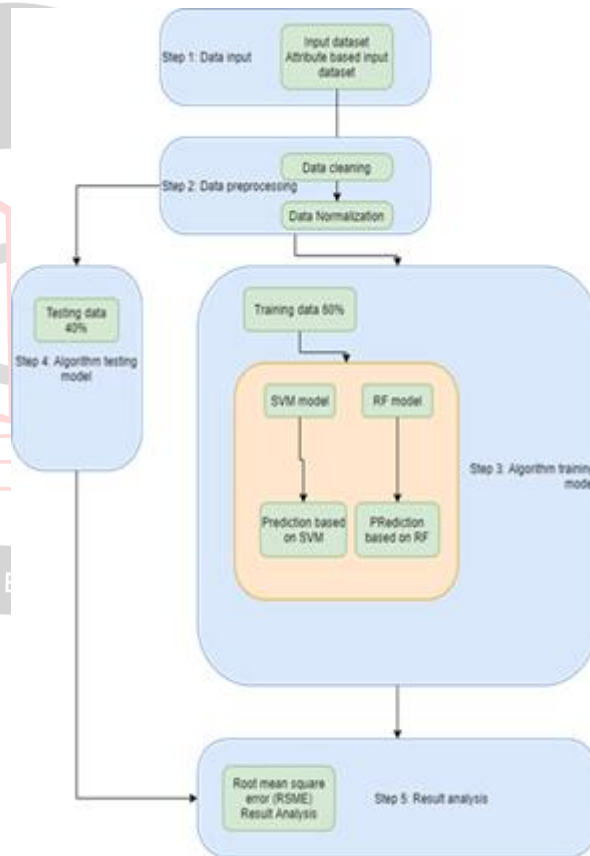 Step 1: Data input
Input dataset
Attribute based input
dataset
Step 2: Data preprocessing
Data cleaning
Data Normalization
Testing data
40%
Step 4: Algorithm testing
model
Training data 60%
SVM model
RF model
Prediction based
on SVM
PRediction
based on RF
Step 3: Algorithm training
mode
Root mean square
error (RSME)
Result Analysis
Step 5: Result analysis
E